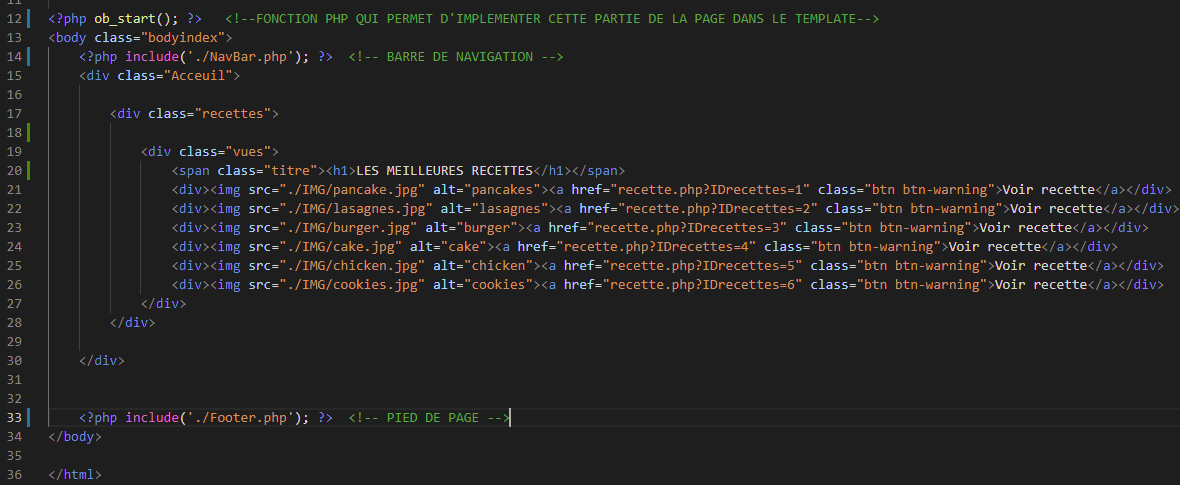 12 <?php ob_start(); ?> <!--FONCTION PHP QUI PERMET D'IMPLEMENTER CETTE PARTIE DE LA PAGE DANS LE TEMPLATE-->
13 <body class="bodyindex">
14 <?php include('./NavBar.php'); ?> <!-- BARRE DE NAVIGATION -->
15 <div class="Acceuil">
16
17 <div class="recettes">
18
19 <div class="vues">
20 <span class="titre"><h1>LES MEILLEURES RECETTES</h1></span>
21 <div><img src="./IMG/pancake.jpg" alt="pancakes"><a href="recette.php?IDrecettes=1" class="btn btn-warning">Voir recette</a></div>
22 <div><img src="./IMG/lasagnes.jpg" alt="lasagnes"><a href="recette.php?IDrecettes=2" class="btn btn-warning">Voir recette</a></div>
23 <div><img src="./IMG/burger.jpg" alt="burger"><a href="recette.php?IDrecettes=3" class="btn btn-warning">Voir recette</a></div>
24 <div><img src="./IMG/cake.jpg" alt="cake"><a href="recette.php?IDrecettes=4" class="btn btn-warning">Voir recette</a></div>
25 <div><img src="./IMG/chicken.jpg" alt="chicken"><a href="recette.php?IDrecettes=5" class="btn btn-warning">Voir recette</a></div>
26 <div><img src="./IMG/cookies.jpg" alt="cookies"><a href="recette.php?IDrecettes=6" class="btn btn-warning">Voir recette</a></div>
27 </div>
28 </div>
29
30 </div>
31
32
33 <?php include('./Footer.php'); ?> <!-- PIED DE PAGE -->
34 </body>
35
36 </html>